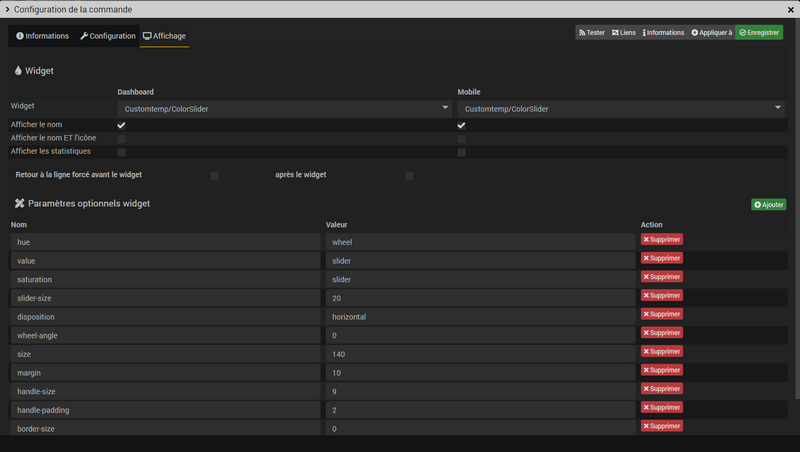 Configuration de la commande
Informations Configuration Affichage Tester Liens Informations Appliquer à Enregistrer
Widget
Dashboard Mobile
Widget Customtemp/ColorSlider Customtemp/ColorSlider
Afficher le nom
Afficher le nom ET l'icône
Afficher les statistiques
Retour à la ligne forcé avant le widget après le widget
Paramètres optionnels widget Ajouter
Nom Valeur Action
hue wheel Supprimer
value slider Supprimer
saturation slider Supprimer
slider-size 20 Supprimer
disposition horizontal Supprimer
wheel-angle 0 Supprimer
size 140 Supprimer
margin 10 Supprimer
handle-size 9 Supprimer
handle-padding 2 Supprimer
border-size 0 Supprimer